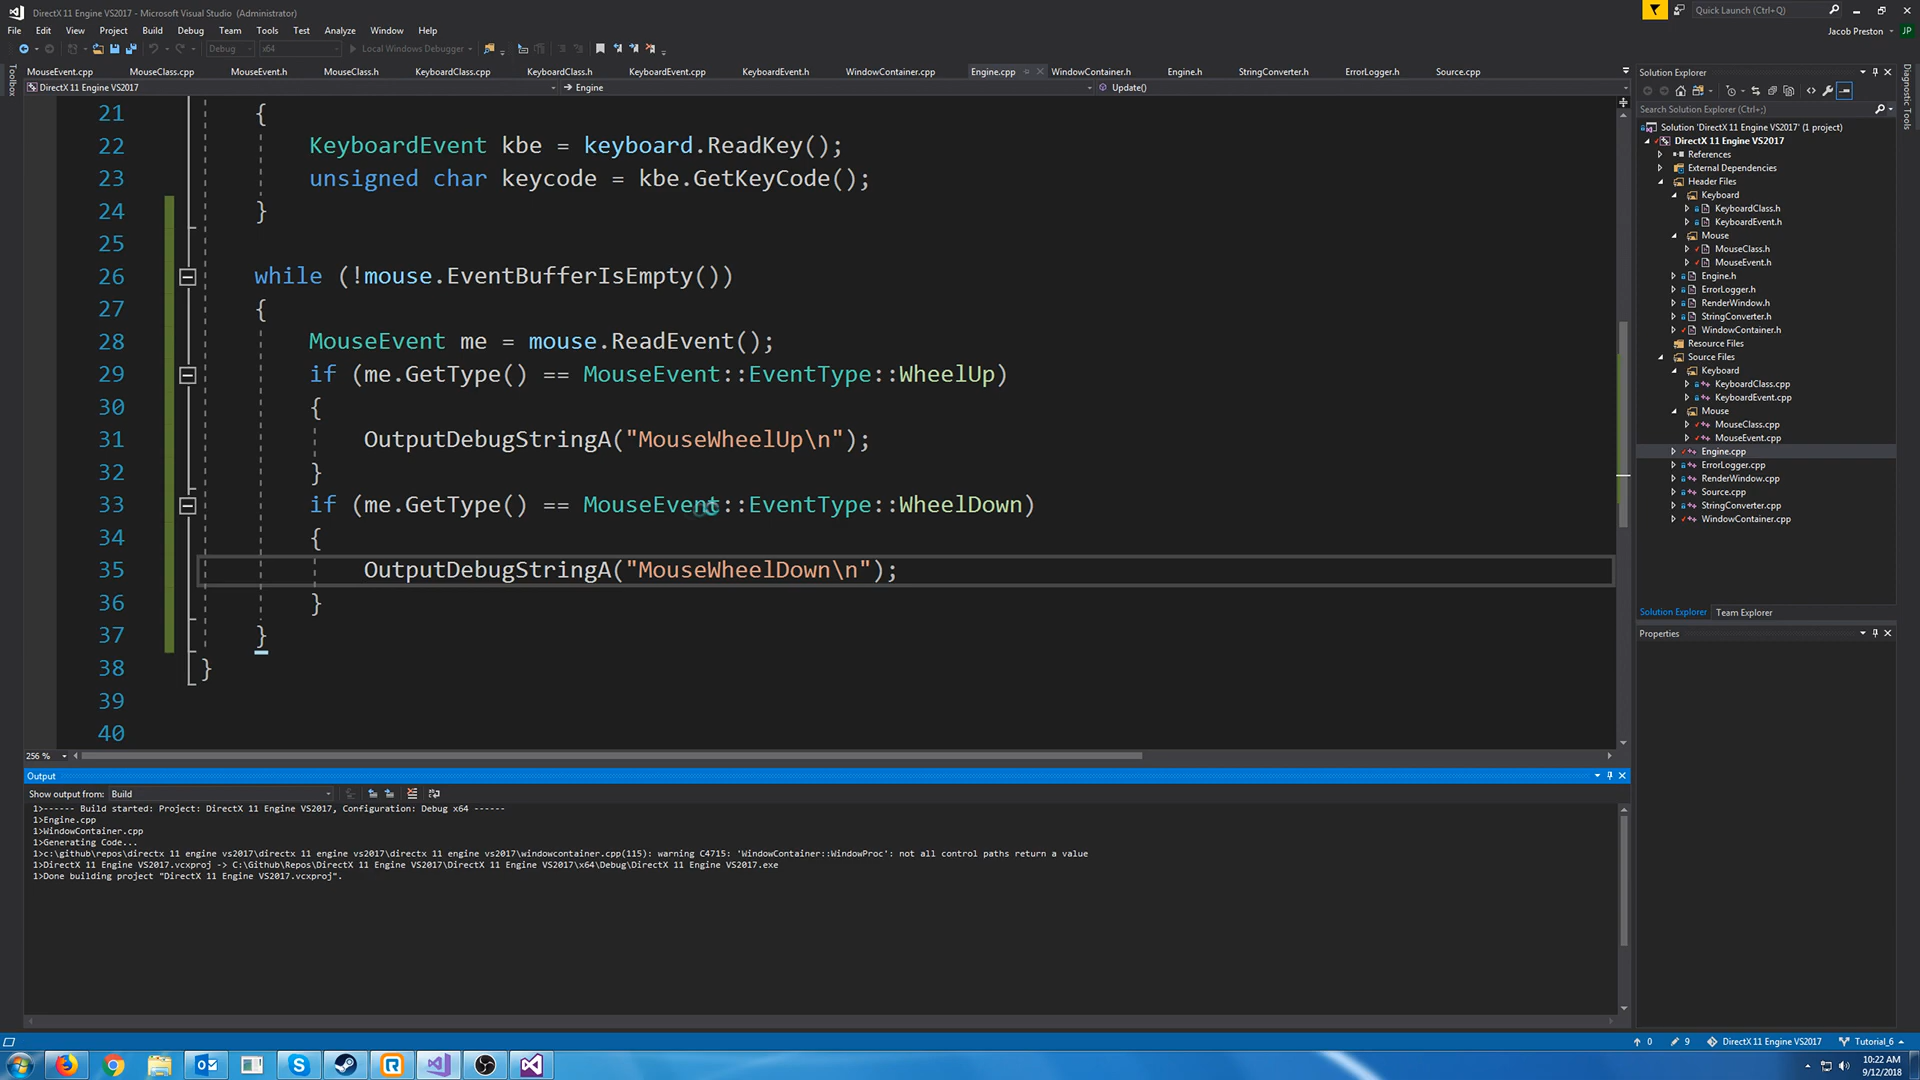 DirectX 11 Engine VS2017 - Microsoft Visual Studio (Administrator)
Quick Launch (Ctrl+Q)
File Edit View Project Build Debug Team Tools Test Analyze Window Help
Jacob Preston JP
Debug x64 Local Windows Debugger
MouseEvent.cpp MouseClass.cpp MouseEvent.h MouseClass.h KeyboardClass.cpp KeyboardClass.h KeyboardEvent.cpp KeyboardEvent.h WindowContainer.cpp Engine.cpp WindowContainer.h Engine.h StringConverter.h ErrorLogger.h Source.cpp
DirectX 11 Engine VS2017 Engine Update()
Toolbox
21 {
22 KeyboardEvent kbe = keyboard.ReadKey();
23 unsigned char keycode = kbe.GetKeyCode();
24 }
25
26 while (!mouse.EventBufferIsEmpty())
27 {
28 MouseEvent me = mouse.ReadEvent();
29 if (me.GetType() == MouseEvent::EventType::WheelUp)
30 {
31 OutputDebugStringA("MouseWheelUp\n");
32 }
33 if (me.GetType() == MouseEvent::EventType::WheelDown)
34 {
35 OutputDebugStringA("MouseWheelDown\n");
36 }
37 }
38 }
39
40
256 %
Output
Show output from: Build
1>------ Build started: Project: DirectX 11 Engine VS2017, Configuration: Debug x64 ------
1>Engine.cpp
1>WindowContainer.cpp
1>Generating Code...
1>c:\github\repos\directx 11 engine vs2017\directx 11 engine vs2017\directx 11 engine vs2017\windowcontainer.cpp(115): warning C4715: 'WindowContainer::WindowProc': not all control paths return a value
1>DirectX 11 Engine VS2017.vcxproj -> C:\Github\Repos\DirectX 11 Engine VS2017\DirectX 11 Engine VS2017\x64\Debug\DirectX 11 Engine VS2017.exe
1>Done building project "DirectX 11 Engine VS2017.vcxproj".
Solution Explorer
Search Solution Explorer (Ctrl+;)
Solution 'DirectX 11 Engine VS2017' (1 project)
DirectX 11 Engine VS2017
References
External Dependencies
Header Files
Keyboard
KeyboardClass.h
KeyboardEvent.h
Mouse
MouseClass.h
MouseEvent.h
Engine.h
ErrorLogger.h
RenderWindow.h
StringConverter.h
WindowContainer.h
Resource Files
Source Files
Keyboard
KeyboardClass.cpp
KeyboardEvent.cpp
Mouse
MouseClass.cpp
MouseEvent.cpp
Engine.cpp
ErrorLogger.cpp
RenderWindow.cpp
Source.cpp
StringConverter.cpp
WindowContainer.cpp
Solution Explorer Team Explorer
Properties
Diagnostic Tools
0 9 DirectX 11 Engine VS2017 Tutorial_6
10:22 AM
9/12/2018